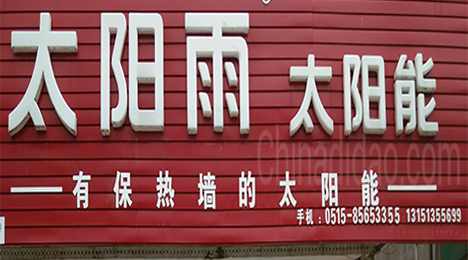 太阳雨 太阳能
Chinadidao.com
—有保热墙的太阳能—
手机：0515-85653355 13151355699